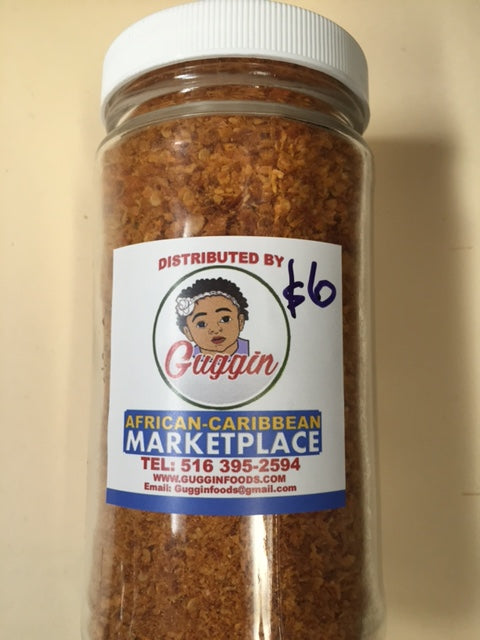 DISTRIBUTED BY
$6
Guggin
AFRICAN-CARIBBEAN
MARKETPLACE
TEL: 516 395-2594
WWW.GUGGINFOODS.COM
Email: Gugginfoods@gmail.com